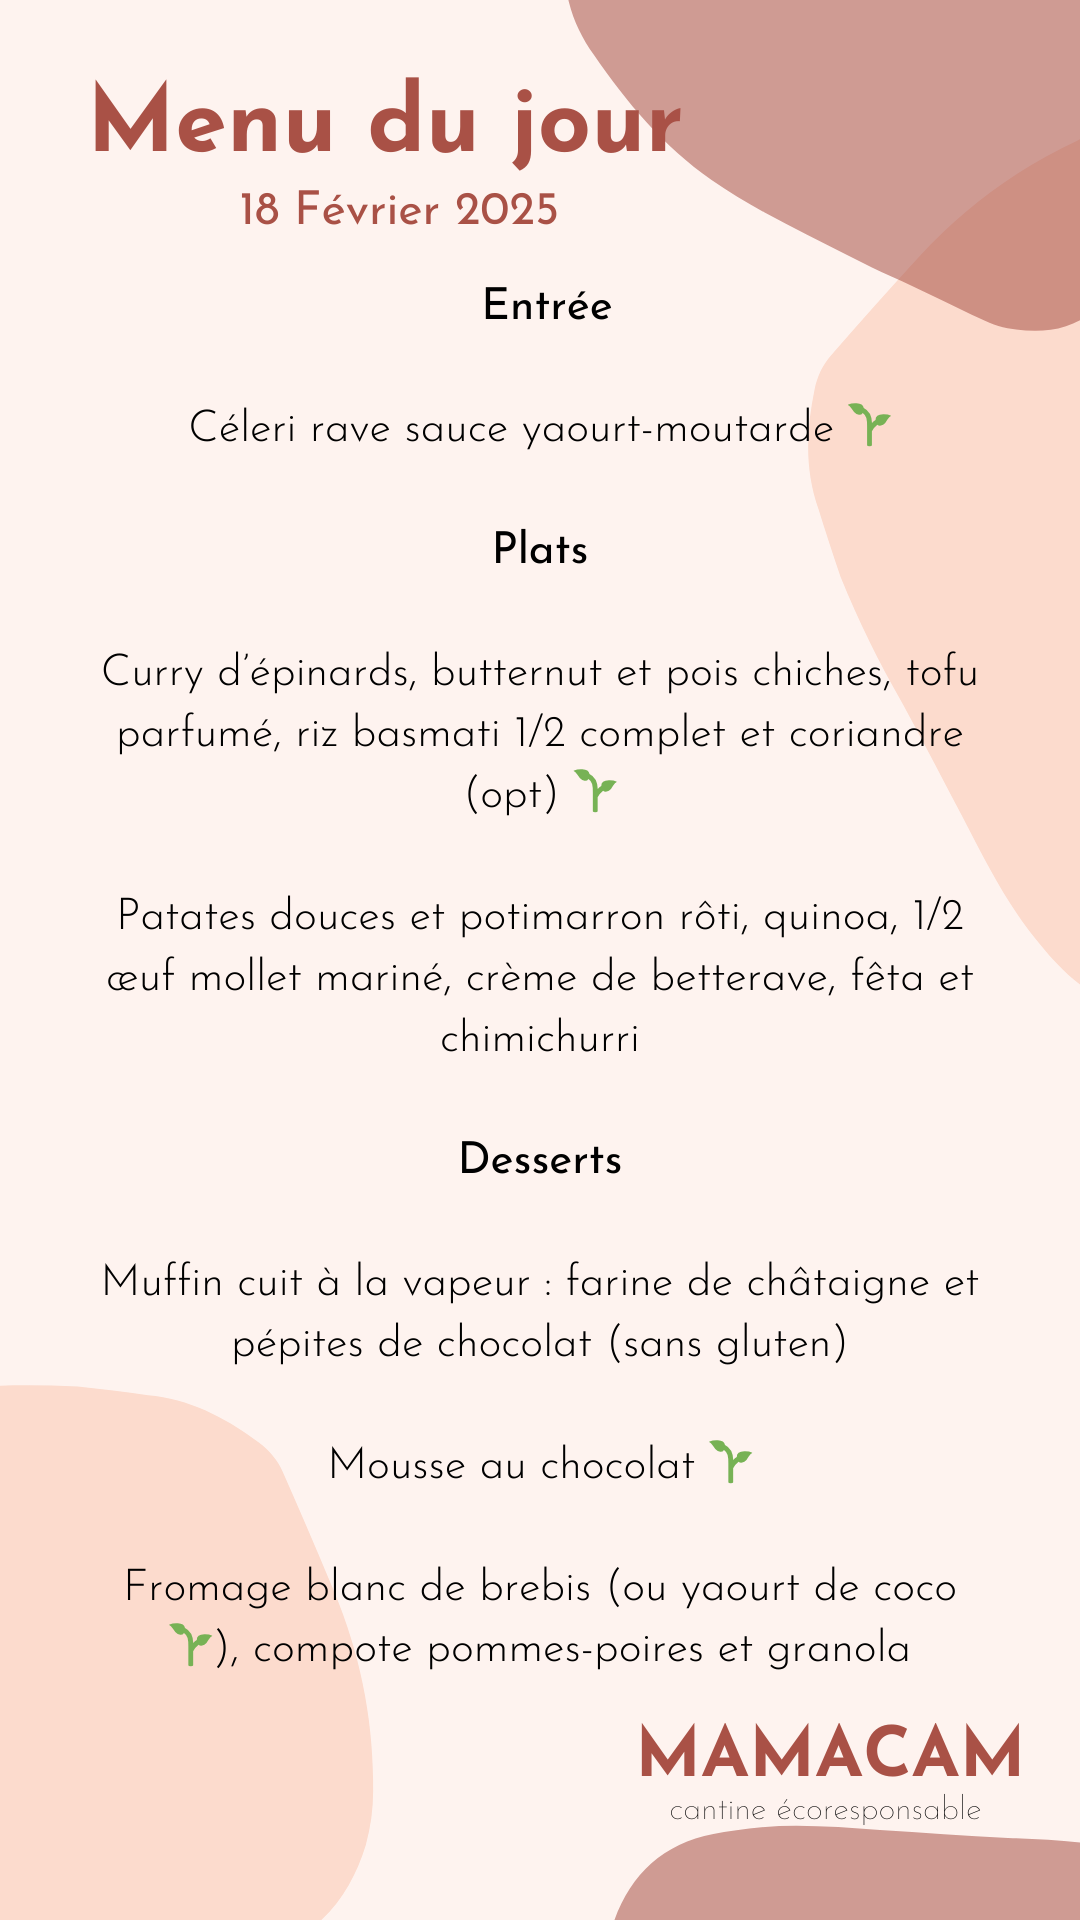 Menu du jour
18 Février 2025
Entrée
Céleri rave sauce yaourt-moutarde 🌱
Plats
Curry d’épinards, butternut et pois chiches, tofu
parfumé, riz basmati 1/2 complet et coriandre
(opt) 🌱
Patates douces et potimarron rôti, quinoa, 1/2
œuf mollet mariné, crème de betterave, fêta et
chimichurri
Desserts
Muffin cuit à la vapeur : farine de châtaigne et
pépites de chocolat (sans gluten)
Mousse au chocolat 🌱
Fromage blanc de brebis (ou yaourt de coco
🌱), compote pommes-poires et granola
MAMACAM
cantine écoresponsable